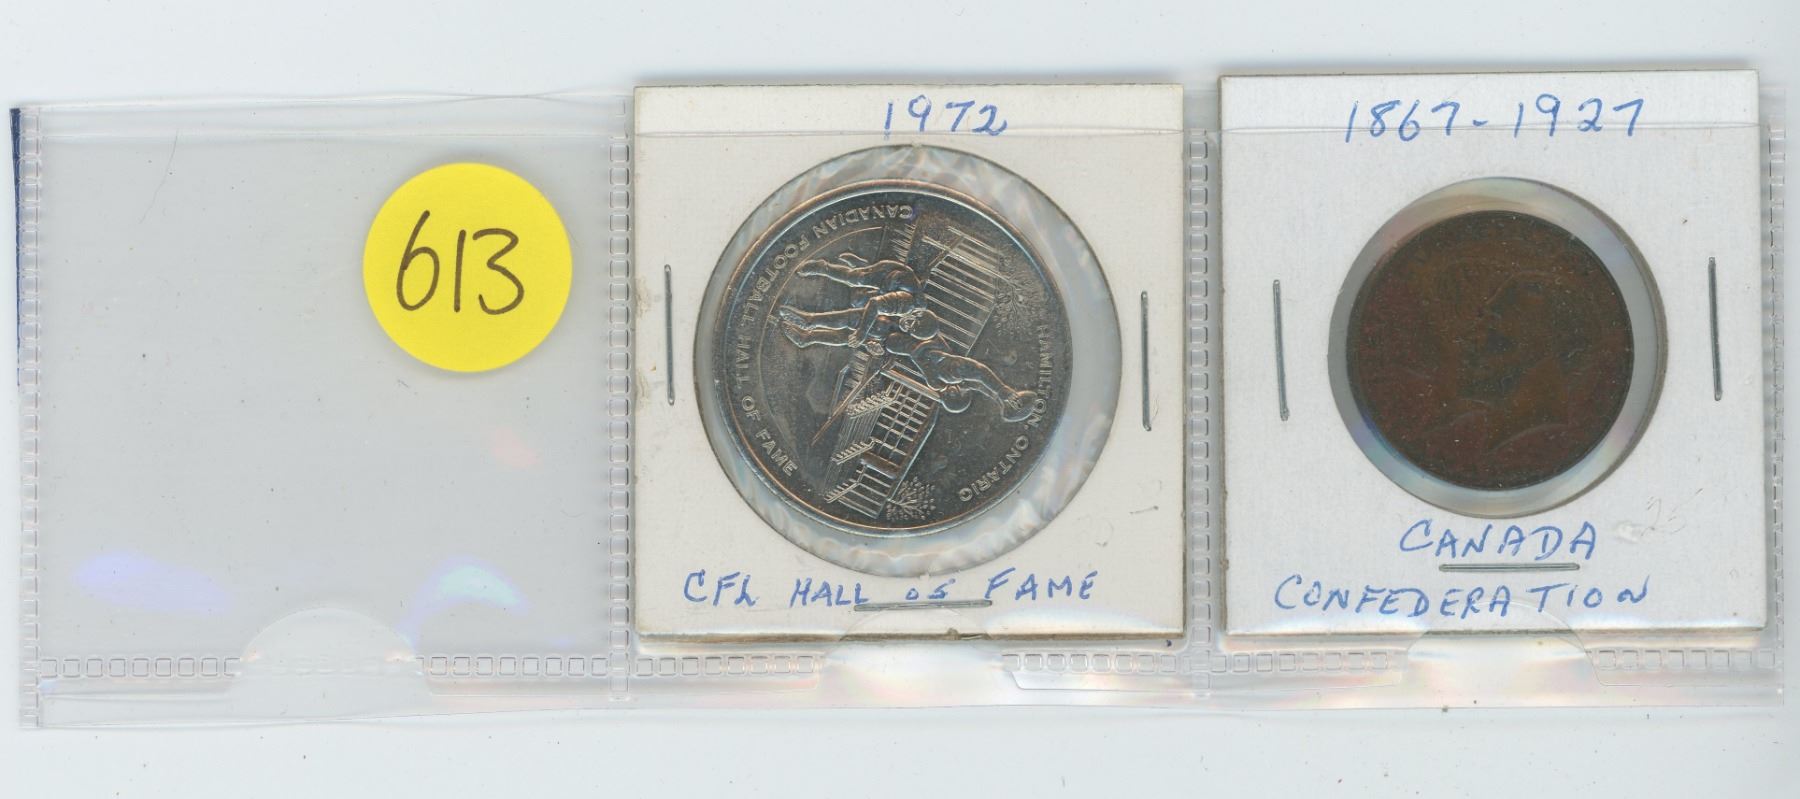 613
1972
CANADIAN FOOTBALL HALL OF FAME
HAMILTON, ONTARIO
CFL HALL OS FAME
1867-1927
CANADA
CONFEDERATION